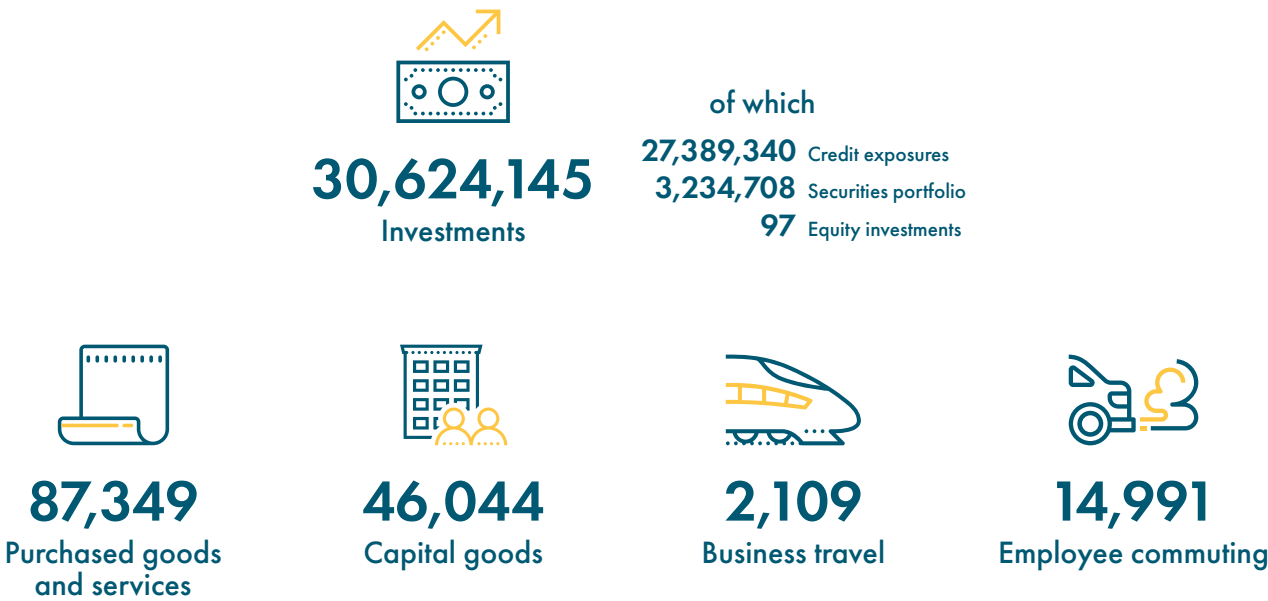 30,624,145
Investments
of which
27,389,340 Credit exposures
3,234,708 Securities portfolio
97 Equity investments
87,349
Purchased goods
and services
46,044
Capital goods
2,109
Business travel
14,991
Employee commuting